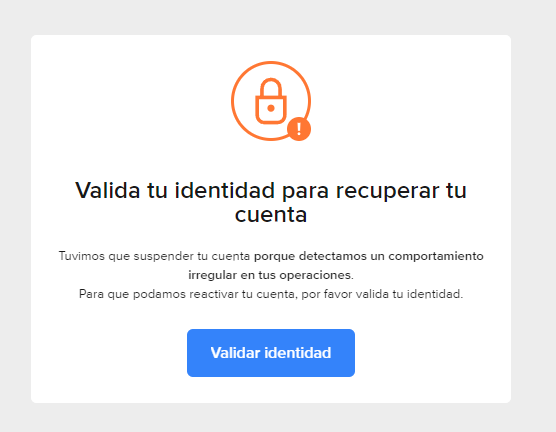 Valida tu identidad para recuperar tu
cuenta
Tuvimos que suspender tu cuenta porque detectamos un comportamiento
irregular en tus operaciones.
Para que podamos reactivar tu cuenta, por favor valida tu identidad.
Validar identidad